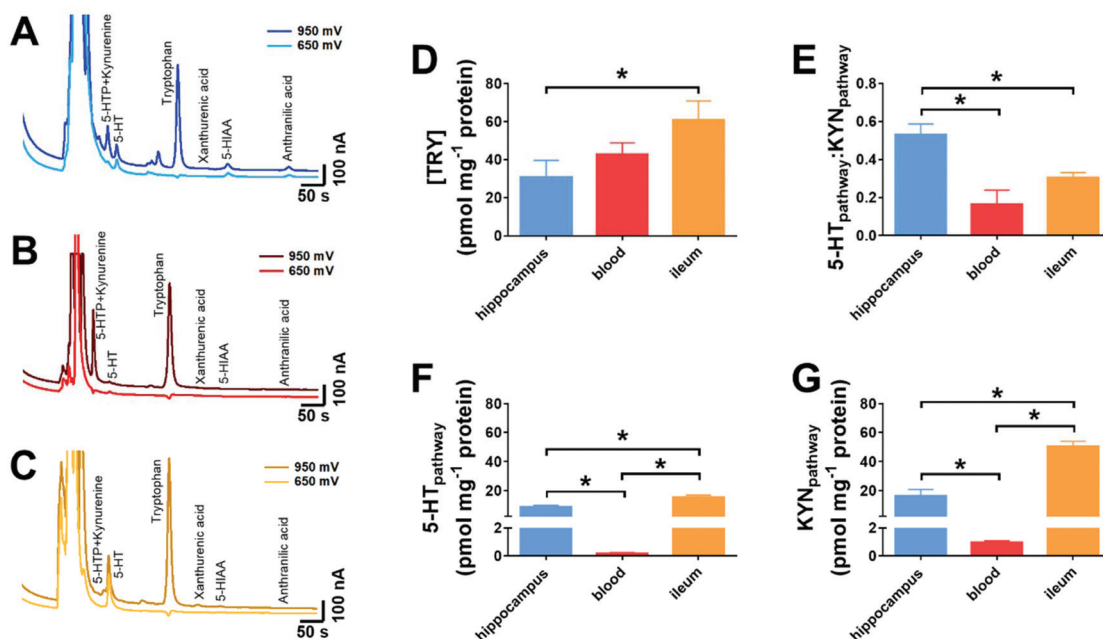 A
950 mV
650 mV
5-HTP+Kynurenine
5-HT
Tryptophan
Xanthurenic acid
5-HIAA
Anthranilic acid
100 nA
50 s
B
950 mV
650 mV
5-HTP+Kynurenine
5-HT
Tryptophan
Xanthurenic acid
5-HIAA
Anthranilic acid
100 nA
50 s
C
950 mV
650 mV
5-HTP+Kynurenine
5-HT
Tryptophan
Xanthurenic acid
5-HIAA
Anthranilic acid
100 nA
50 s
D
[TRY]
(pmol mg⁻¹ protein)
80
60
40
20
0
*
hippocampus
blood
ileum
E
5-HTpathway:KYNpathway
0.8
0.6
0.4
0.2
0.0
*
*
hippocampus
blood
ileum
F
5-HTpathway
(pmol mg⁻¹ protein)
80
60
40
20
2
0
*
*
*
hippocampus
blood
ileum
G
KYNpathway
(pmol mg⁻¹ protein)
80
60
40
20
2
0
*
*
*
hippocampus
blood
ileum